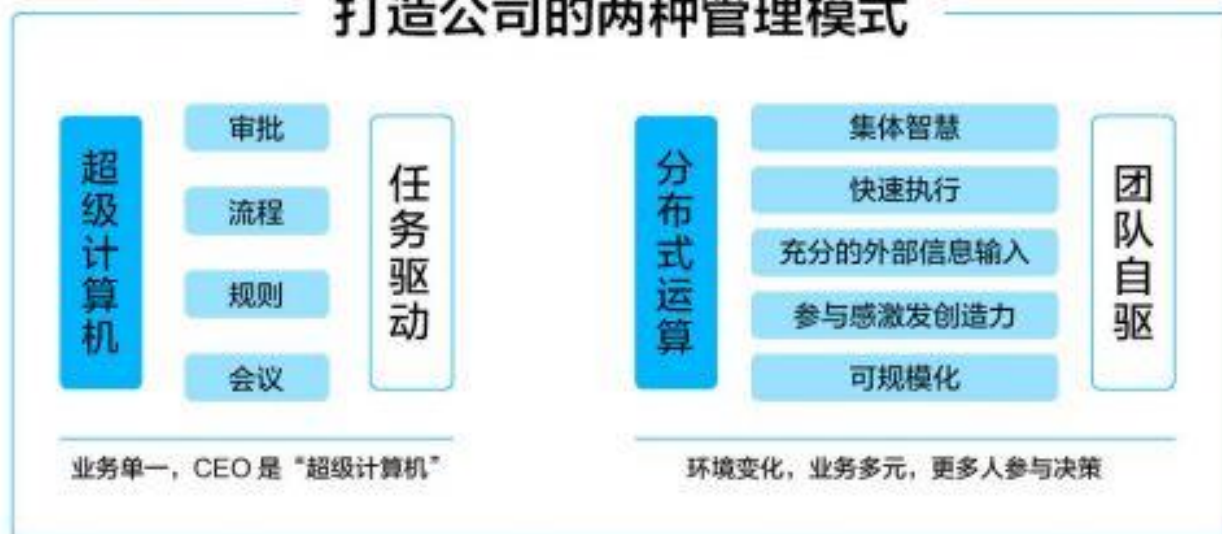 打造公司的两种管理模式
超级计算机
审批
流程
规则
会议
任务驱动
业务单一，CEO 是“超级计算机”
分布式运算
集体智慧
快速执行
充分的外部信息输入
参与感激发创造力
可规模化
团队自驱
环境变化，业务多元，更多人参与决策